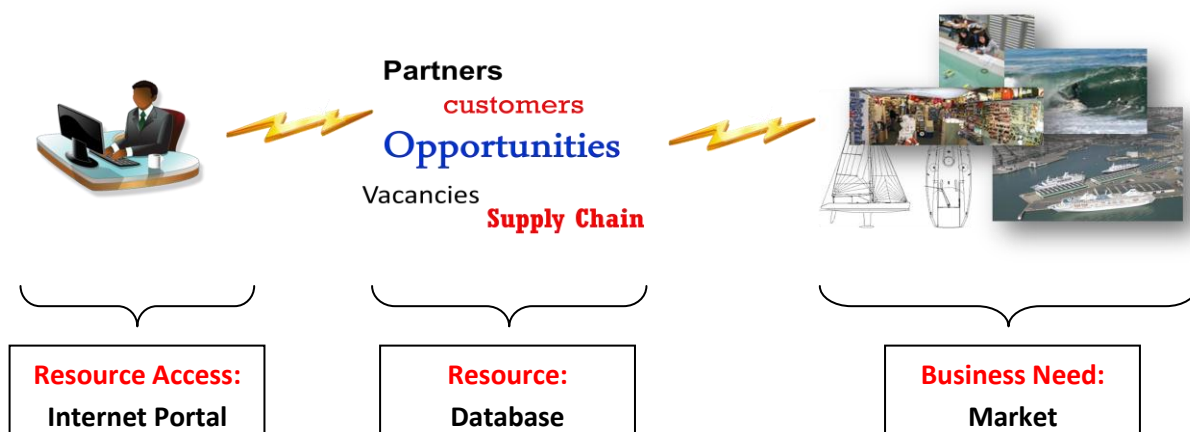 Partners
customers
Opportunities
Vacancies
Supply Chain
Resource Access:
Internet Portal
Resource:
Database
Business Need:
Market